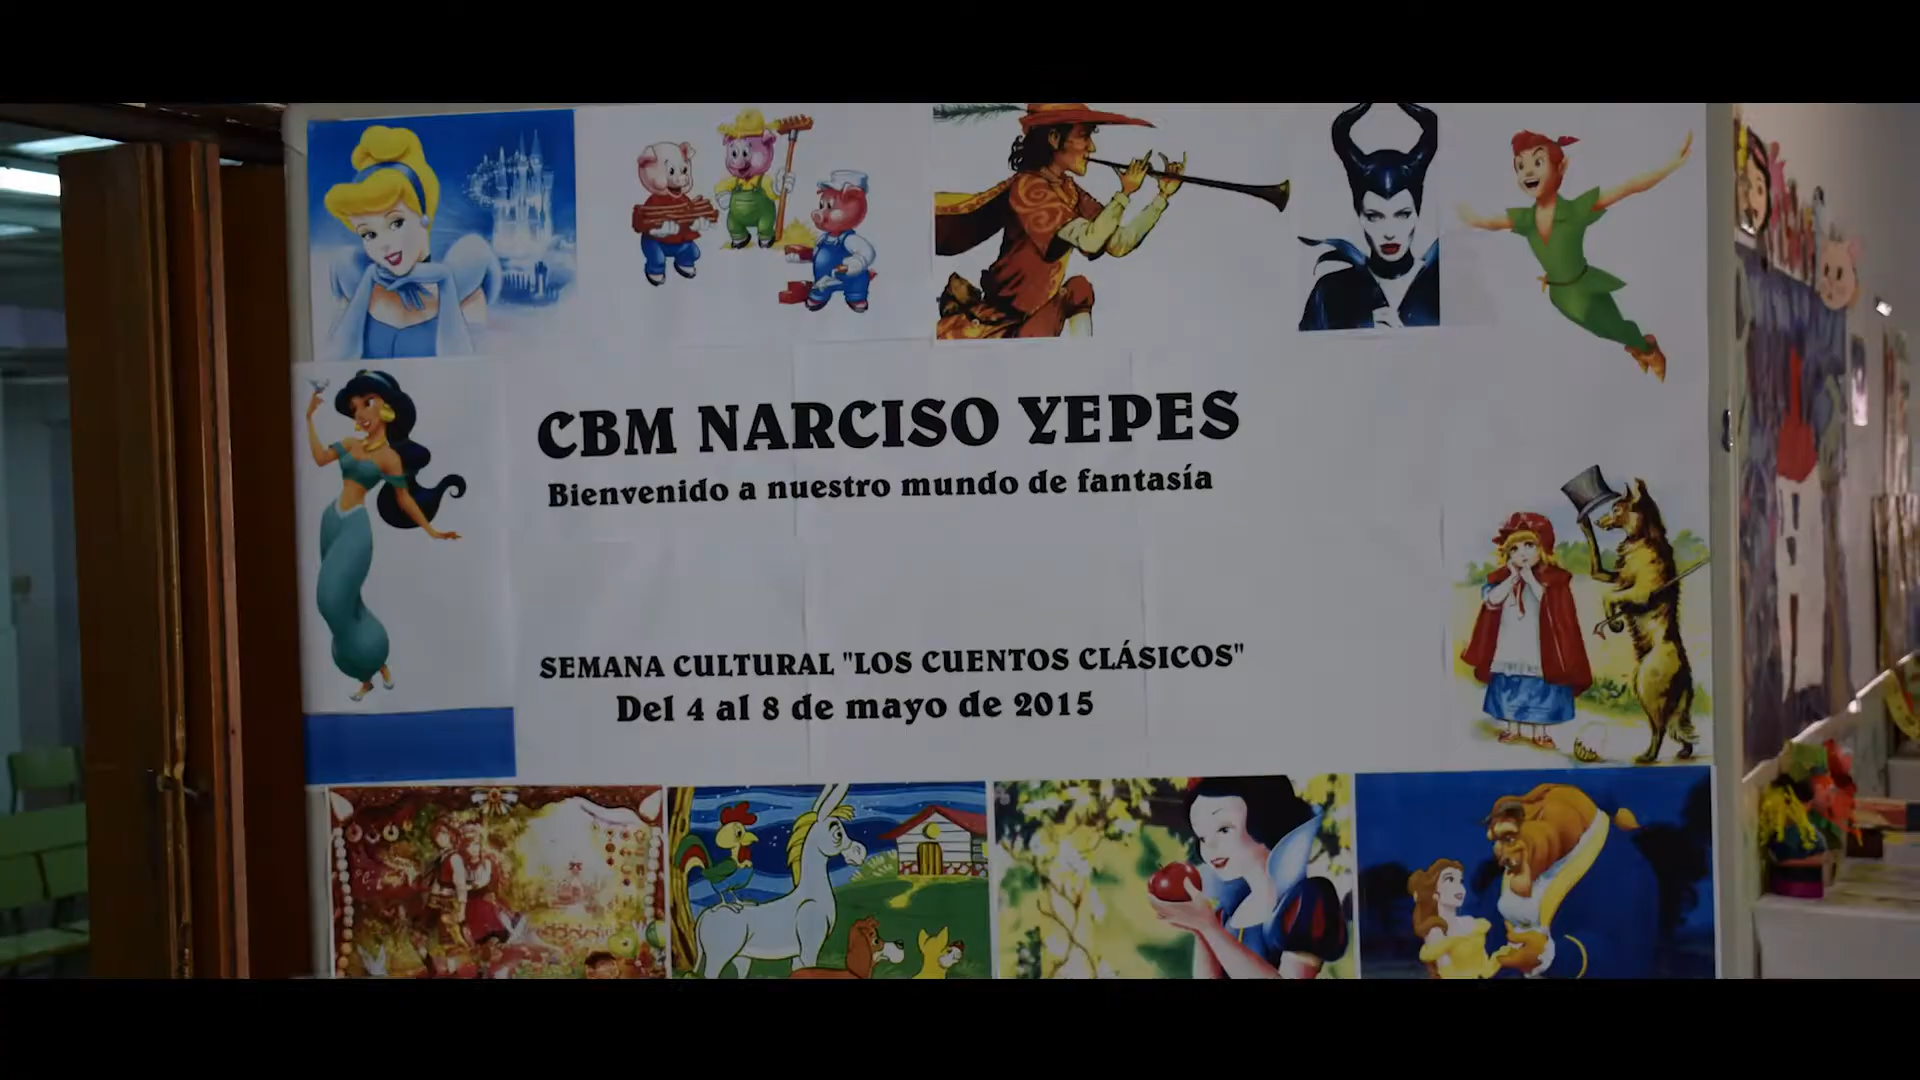 CBM NARCISO YEPES
Bienvenido a nuestro mundo de fantasía
SEMANA CULTURAL "LOS CUENTOS CLÁSICOS"
Del 4 al 8 de mayo de 2015